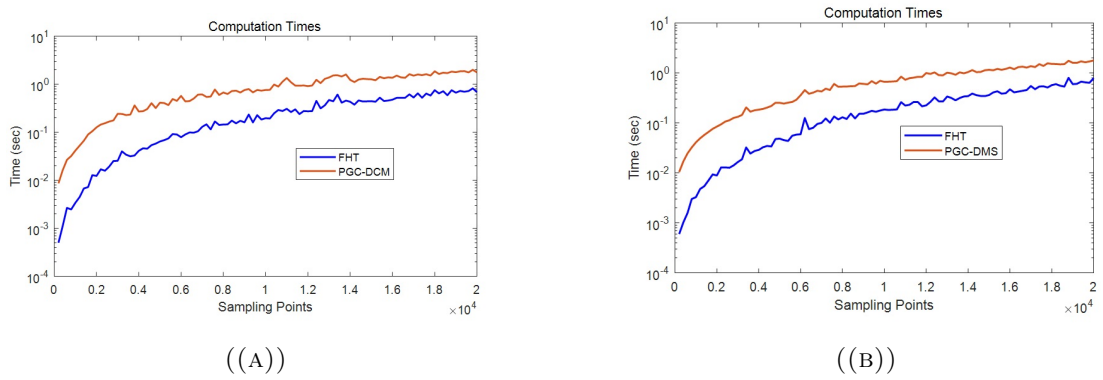 Computation Times
10^1
10^0
10^-1
10^-2
10^-3
10^-4
Time (sec)
FHT
PGC-DCM
0 0.2 0.4 0.6 0.8 1 1.2 1.4 1.6 1.8 2
Sampling Points
×10^4
((A))
Computation Times
10^1
10^0
10^-1
10^-2
10^-3
10^-4
Time (sec)
FHT
PGC-DMS
0 0.2 0.4 0.6 0.8 1 1.2 1.4 1.6 1.8 2
Sampling Points
×10^4
((B))